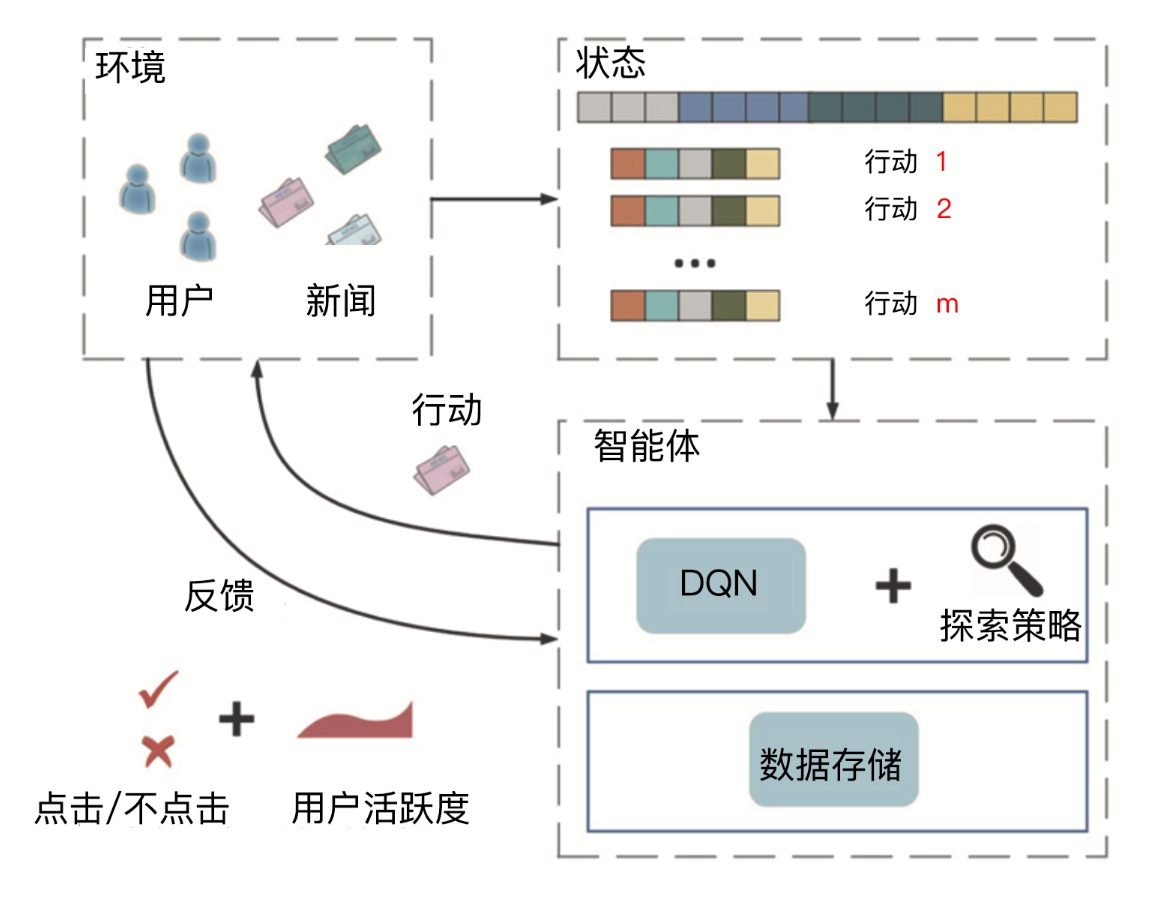 环境
用户
新闻
状态
行动 1
行动 2
...
行动 m
行动
智能体
DQN
+
探索策略
数据存储
反馈
+
点击/不点击
用户活跃度